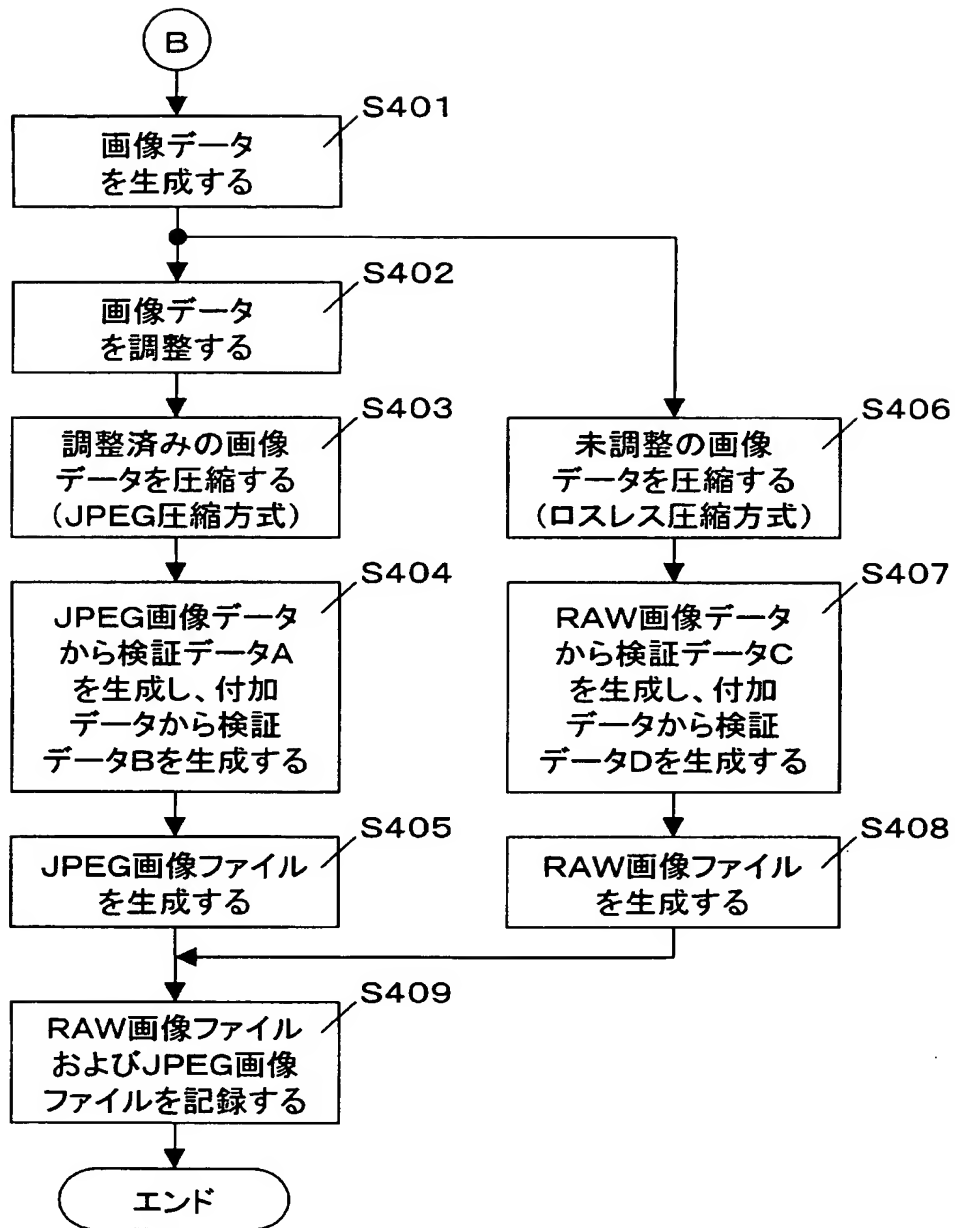 B
S401
画像データ
を生成する
S402
画像データ
を調整する
S403
調整済みの画像
データを圧縮する
(JPEG圧縮方式)
S404
JPEG画像データ
から検証データA
を生成し、付加
データから検証
データBを生成する
S405
JPEG画像ファイル
を生成する
S406
未調整の画像
データを圧縮する
(ロスレス圧縮方式)
S407
RAW画像データ
から検証データC
を生成し、付加
データから検証
データDを生成する
S408
RAW画像ファイル
を生成する
S409
RAW画像ファイル
およびJPEG画像
ファイルを記録する
エンド